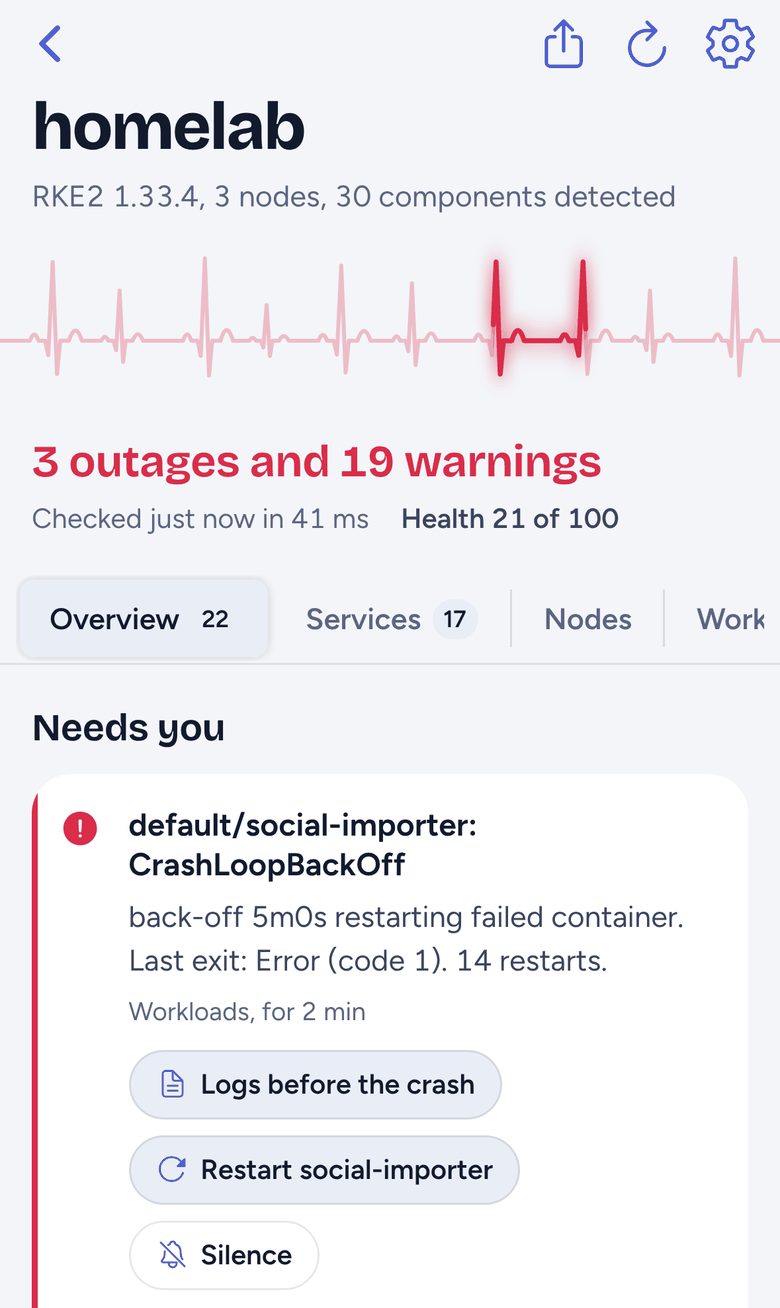 homelab
RKE2 1.33.4, 3 nodes, 30 components detected
3 outages and 19 warnings
Checked just now in 41 ms Health 21 of 100
Overview 22 Services 17 Nodes Work
Needs you
default/social-importer:
CrashLoopBackOff
back-off 5m0s restarting failed container.
Last exit: Error (code 1). 14 restarts.
Workloads, for 2 min
Logs before the crash
Restart social-importer
Silence